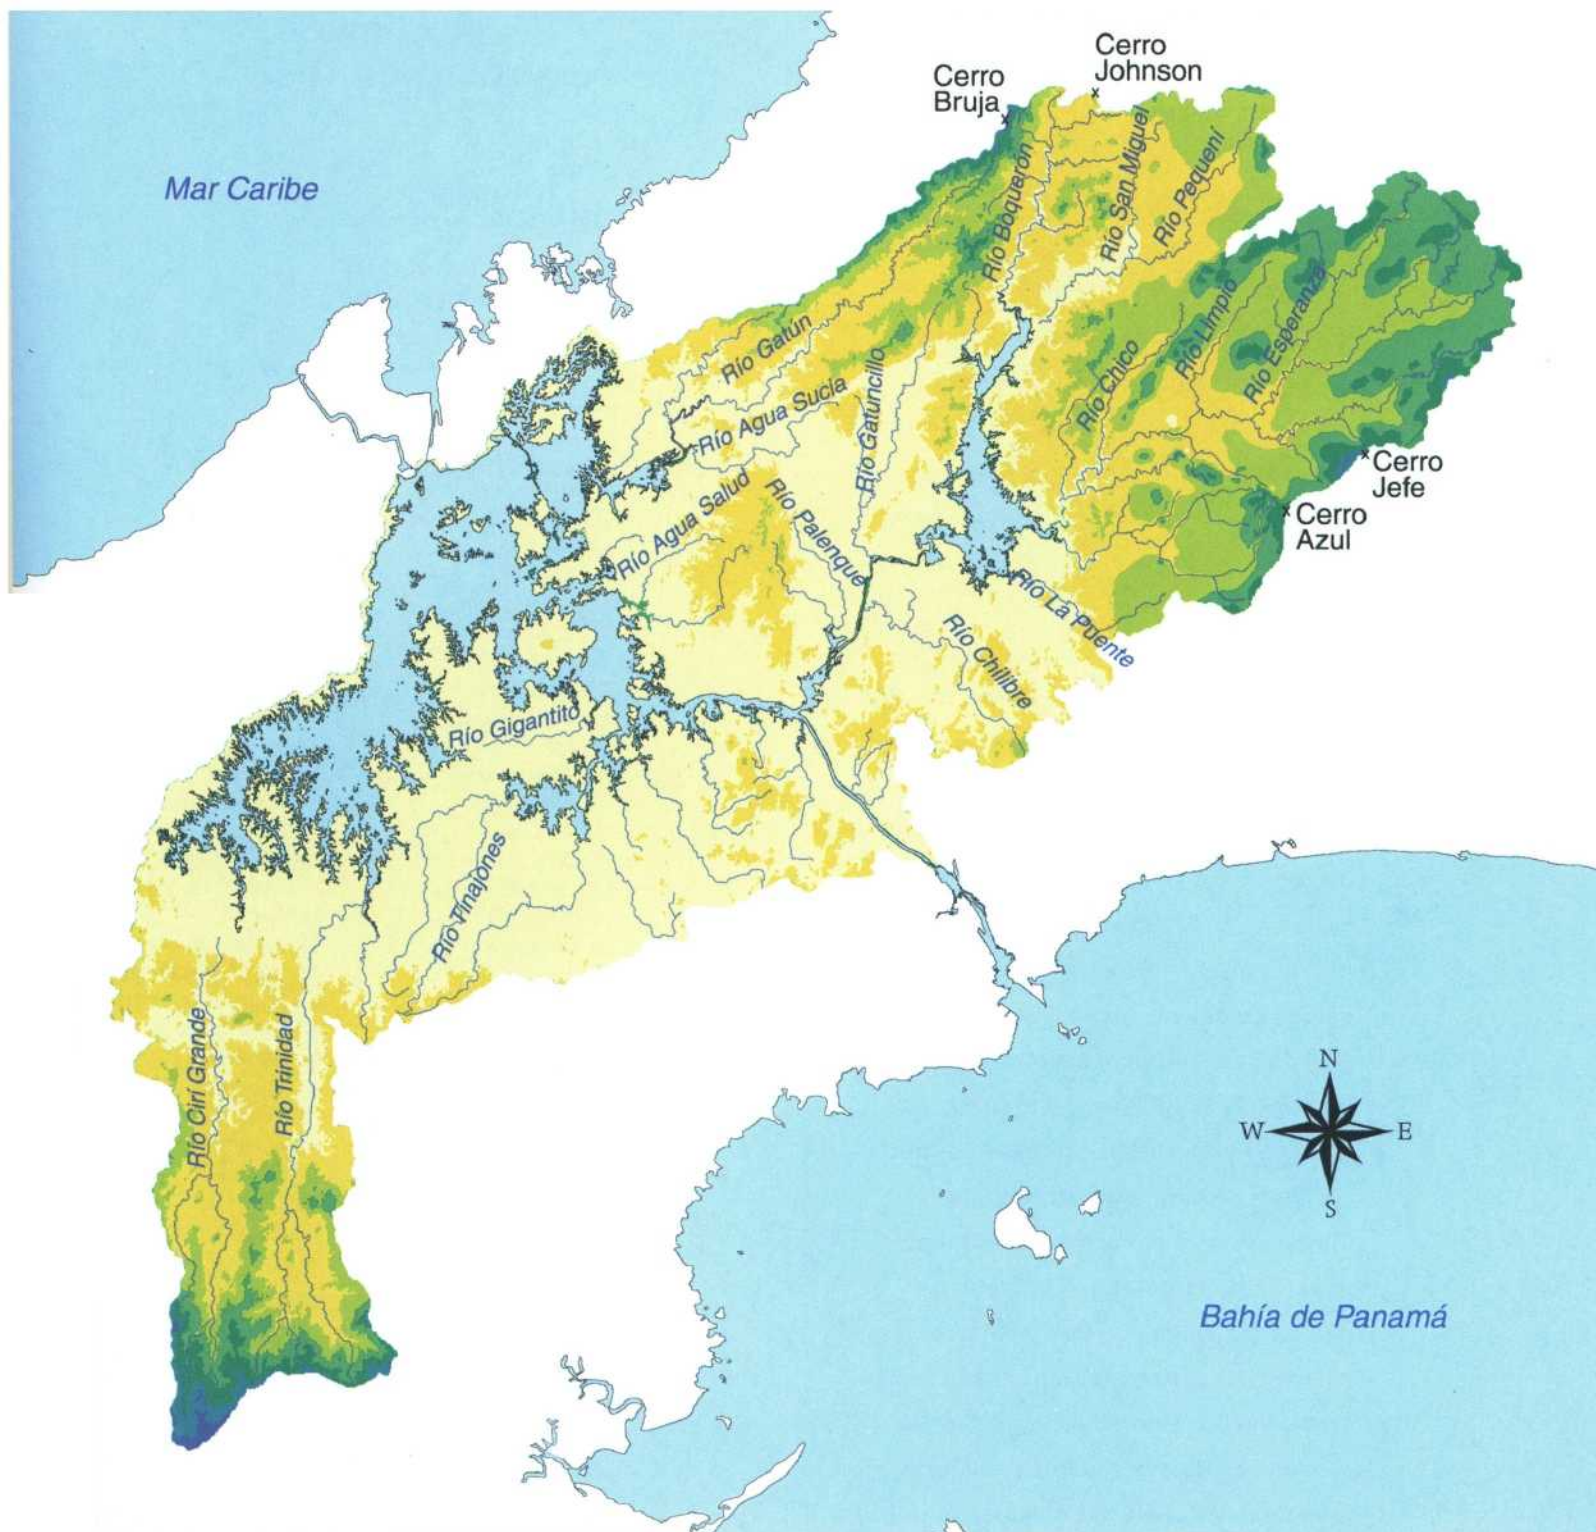 Cerro
Johnson
Cerro
Bruja
Mar Caribe
Río Boquerón
Río San Miguel
Río Pequení
Río Gatún
Río Agua Sucia
Río Gatuncillo
Río Chico
Río Limpio
Río Esperanza
Cerro
Jefe
Cerro
Azul
Río Agua Salud
Río Palenque
Río La Puente
Río Chilibre
Río Gigantito
Río Tinajones
Río Cirí Grande
Río Trinidad
N
W
E
S
Bahía de Panamá